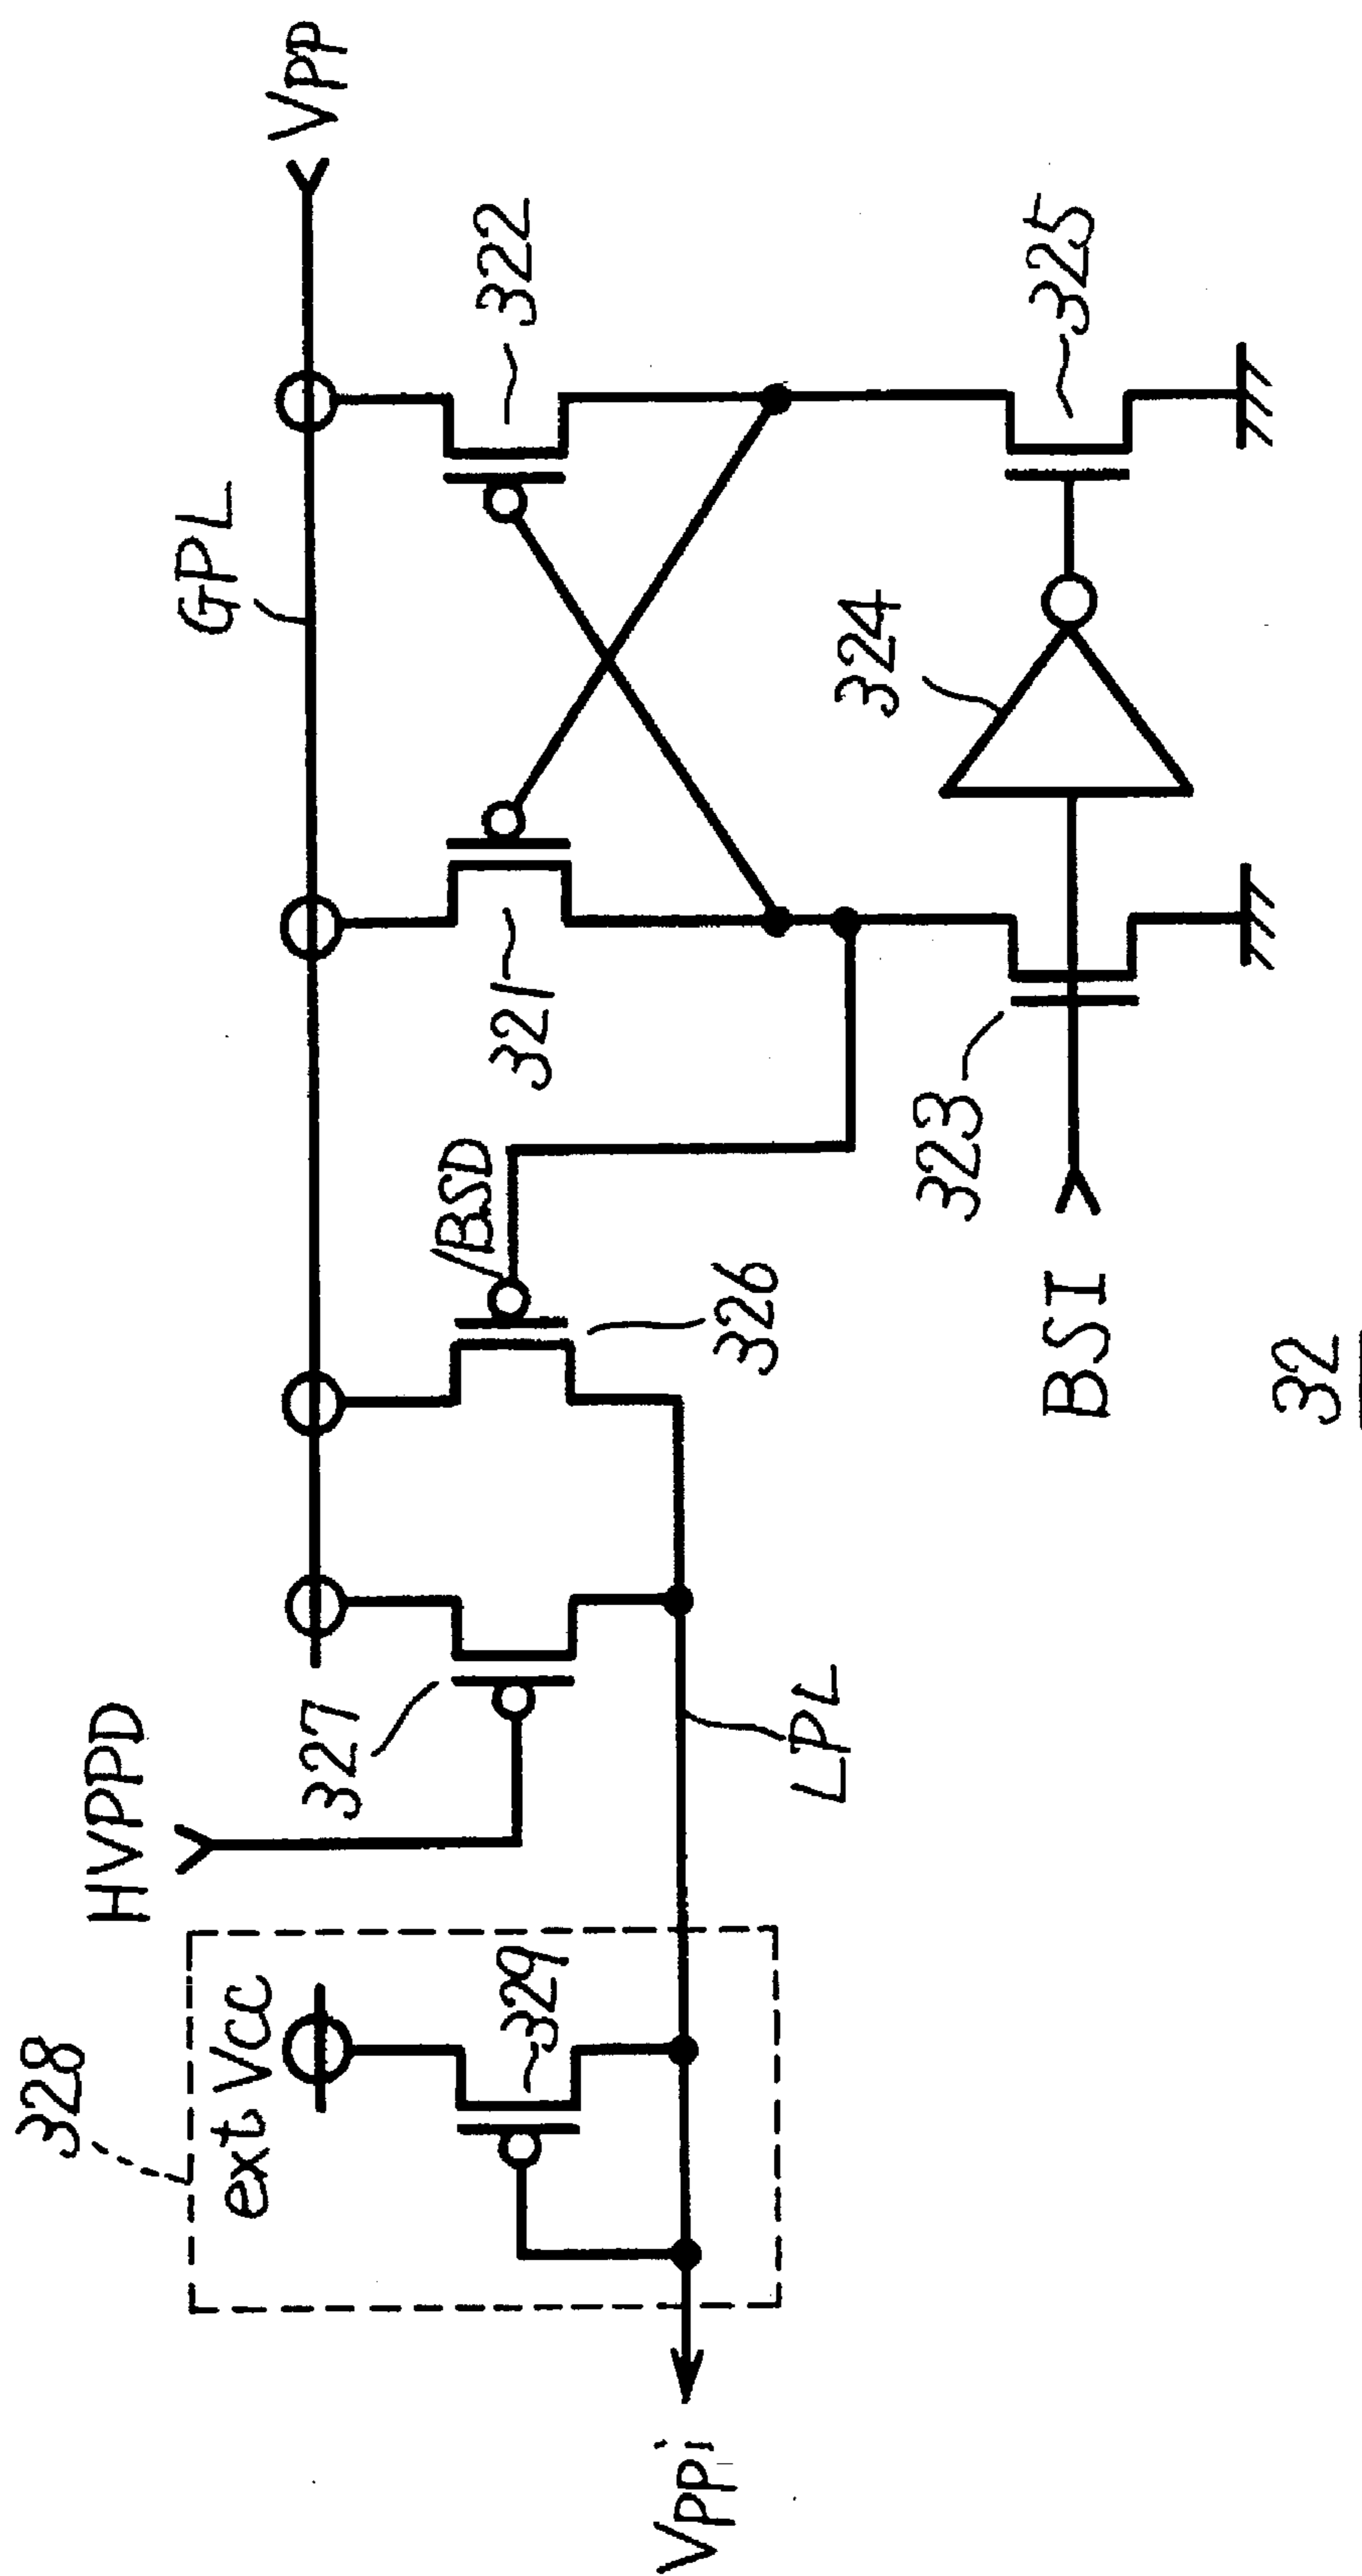 328
ext Vcc
329
HVPPD
327
GPL
VPP
/BSD
326
321
322
LPL
VPPi
323
324
325
BSI
32